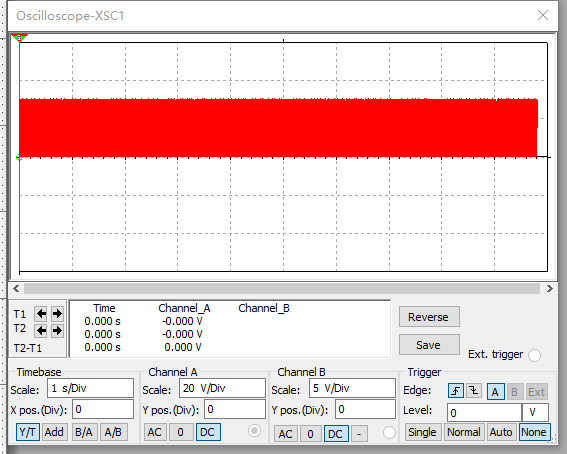 Oscilloscope-XSC1
T1
T2
T2-T1
Time Channel_A Channel_B
0.000 s -0.000 V
0.000 s -0.000 V
0.000 s 0.000 V
Reverse
Save
Ext. trigger
Timebase
Scale: 1 s/Div
X pos.(Div): 0
Y/T Add B/A A/B
Channel A
Scale: 20 V/Div
Y pos.(Div): 0
AC 0 DC
Channel B
Scale: 5 V/Div
Y pos.(Div): 0
AC 0 DC -
Trigger
Edge: A B Ext
Level: 0 V
Single Normal Auto None